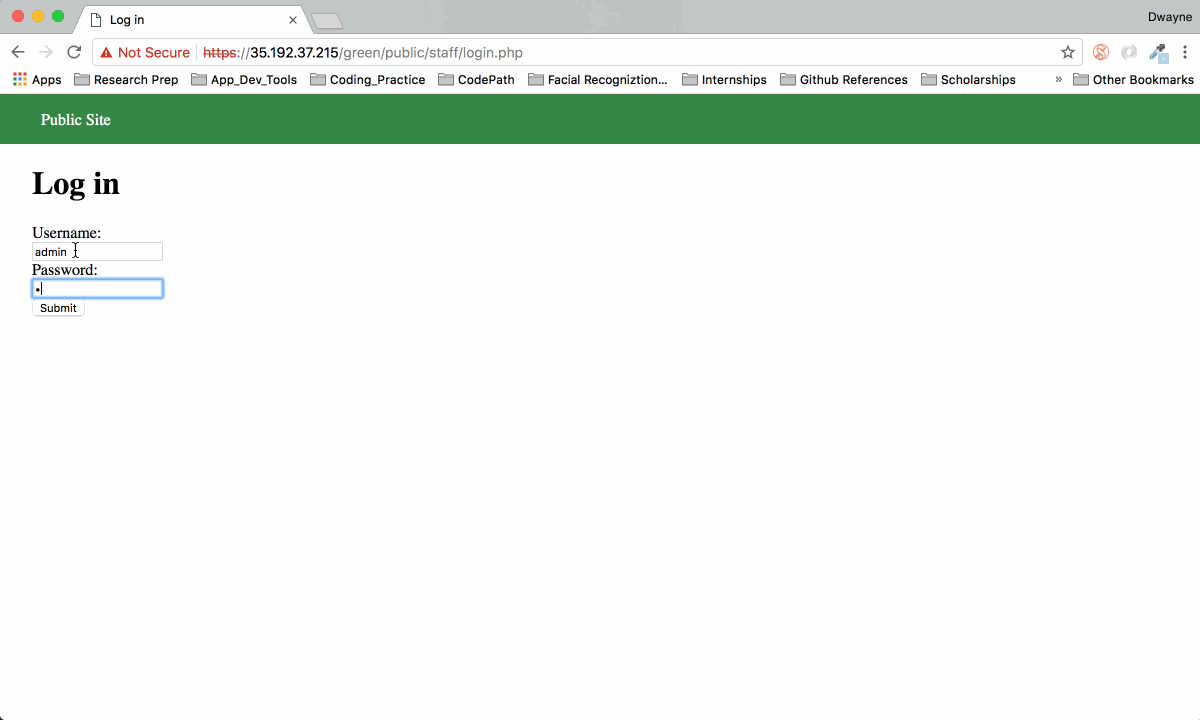 Log in
Dwayne
Not Secure https://35.192.37.215/green/public/staff/login.php
Apps Research Prep App_Dev_Tools Coding_Practice CodePath Facial Recogniztion... Internships Github References Scholarships » Other Bookmarks
Public Site
Log in
Username:
admin
Password:
•
Submit